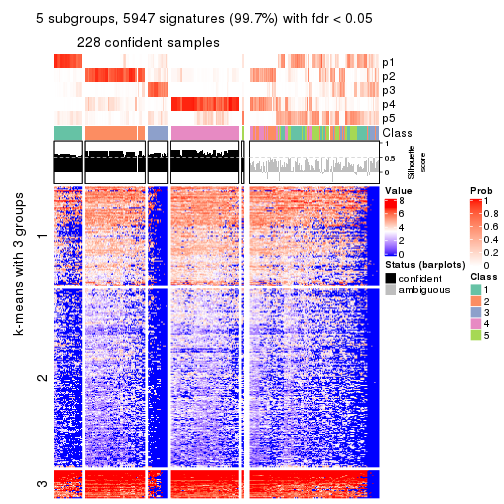 5 subgroups, 5947 signatures (99.7%) with fdr < 0.05
228 confident samples
p1
p2
p3
p4
p5
Class
1
0.5
0
Silhouette
score
k-means with 3 groups
1
2
3
Value
8
6
4
2
0
Status (barplots)
confident
ambiguous
Prob
1
0.8
0.6
0.4
0.2
0
Class
1
2
3
4
5